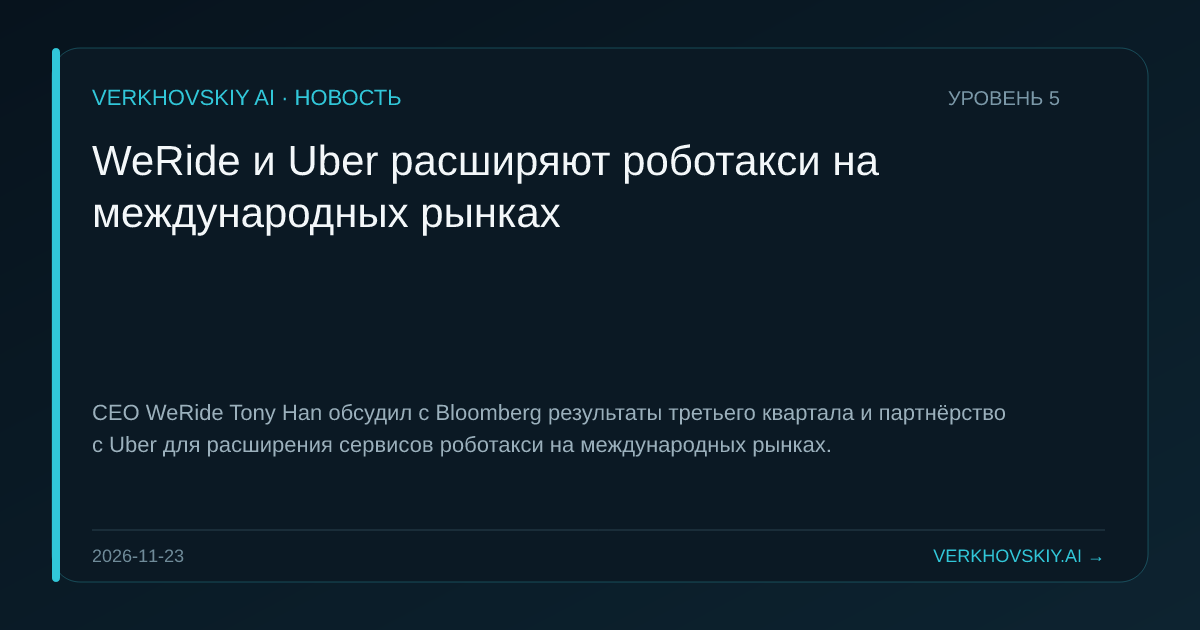 VERKHOVSKIY AI · НОВОСТЬ
УРОВЕНЬ 5
WeRide и Uber расширяют роботакси на
международных рынках
CEO WeRide Tony Han обсудил с Bloomberg результаты третьего квартала и партнёрство
с Uber для расширения сервисов роботакси на международных рынках.
2026-11-23
VERKHOVSKIY.AI →